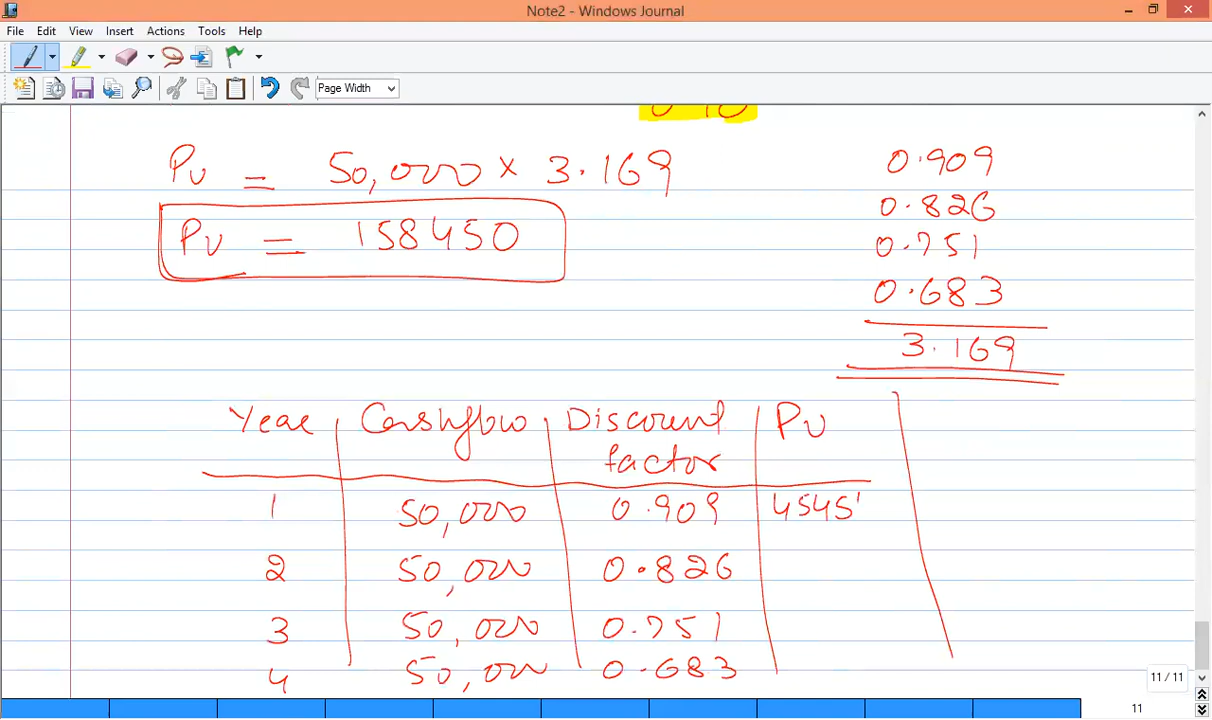 Note2 - Windows Journal
File Edit View Insert Actions Tools Help
Page Width
Pv = 50,000 × 3.169
Pv = 158450
0.909
0.826
0.751
0.683
3.169
Year Cashflow Discount factor Pv
1 50,000 0.909 4545
2 50,000 0.826
3 50,000 0.751
4 50,000 0.683
11 / 11
11